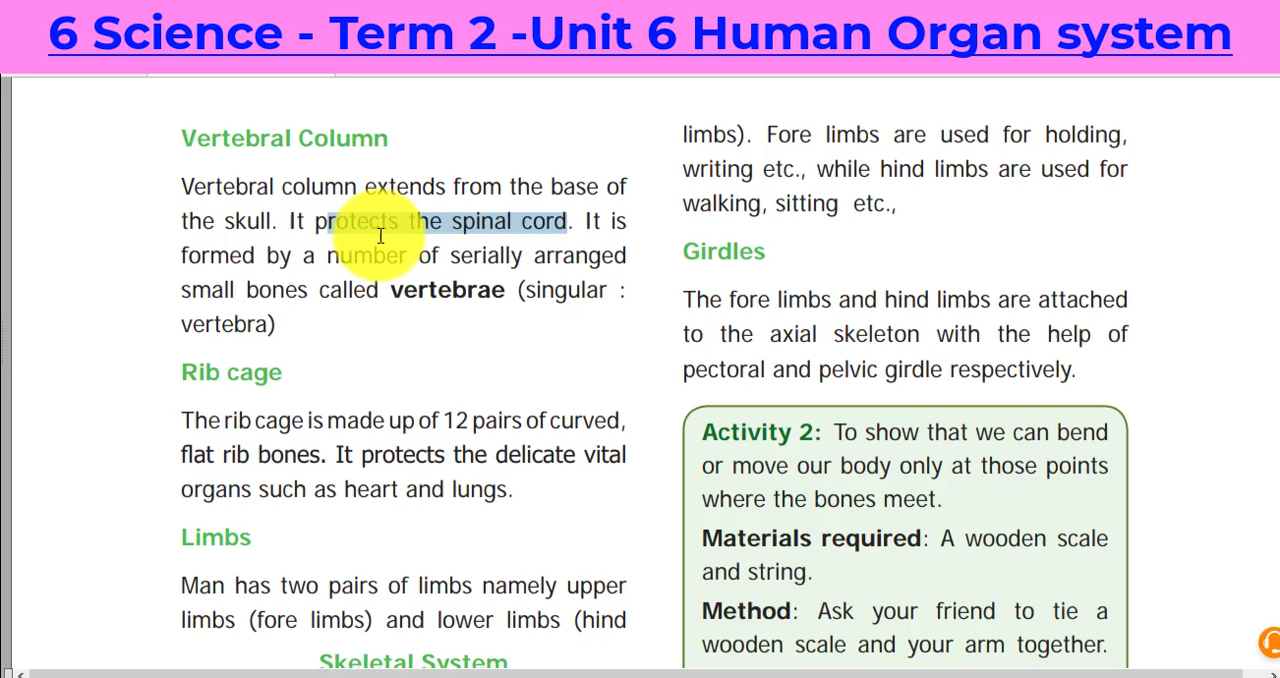 6 Science - Term 2 -Unit 6 Human Organ system
Vertebral Column
Vertebral column extends from the base of
the skull. It protects the spinal cord. It is
formed by a number of serially arranged
small bones called vertebrae (singular :
vertebra)
Rib cage
The rib cage is made up of 12 pairs of curved,
flat rib bones. It protects the delicate vital
organs such as heart and lungs.
Limbs
Man has two pairs of limbs namely upper
limbs (fore limbs) and lower limbs (hind
Skeletal System
limbs). Fore limbs are used for holding,
writing etc., while hind limbs are used for
walking, sitting etc.,
Girdles
The fore limbs and hind limbs are attached
to the axial skeleton with the help of
pectoral and pelvic girdle respectively.
Activity 2: To show that we can bend
or move our body only at those points
where the bones meet.
Materials required: A wooden scale
and string.
Method: Ask your friend to tie a
wooden scale and your arm together.